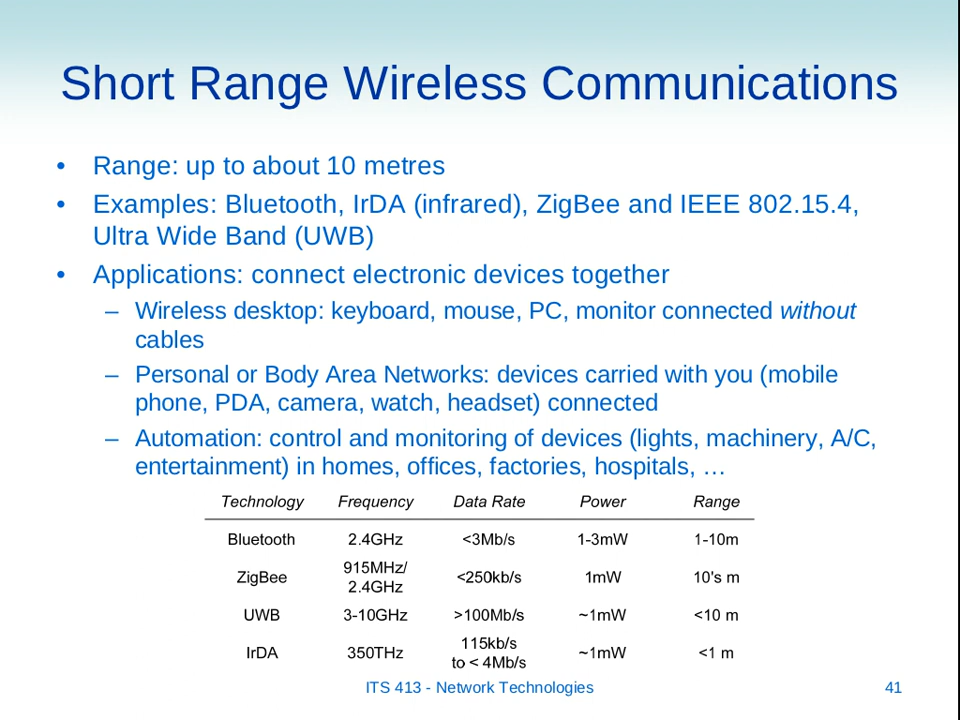 Short Range Wireless Communications
• Range: up to about 10 metres
• Examples: Bluetooth, IrDA (infrared), ZigBee and IEEE 802.15.4,
Ultra Wide Band (UWB)
• Applications: connect electronic devices together
– Wireless desktop: keyboard, mouse, PC, monitor connected without
cables
– Personal or Body Area Networks: devices carried with you (mobile
phone, PDA, camera, watch, headset) connected
– Automation: control and monitoring of devices (lights, machinery, A/C,
entertainment) in homes, offices, factories, hospitals, …
Technology Frequency Data Rate Power Range
Bluetooth 2.4GHz <3Mb/s 1-3mW 1-10m
ZigBee 915MHz/ 2.4GHz <250kb/s 1mW 10's m
UWB 3-10GHz >100Mb/s ~1mW <10 m
IrDA 350THz 115kb/s to < 4Mb/s ~1mW <1 m
ITS 413 - Network Technologies 41